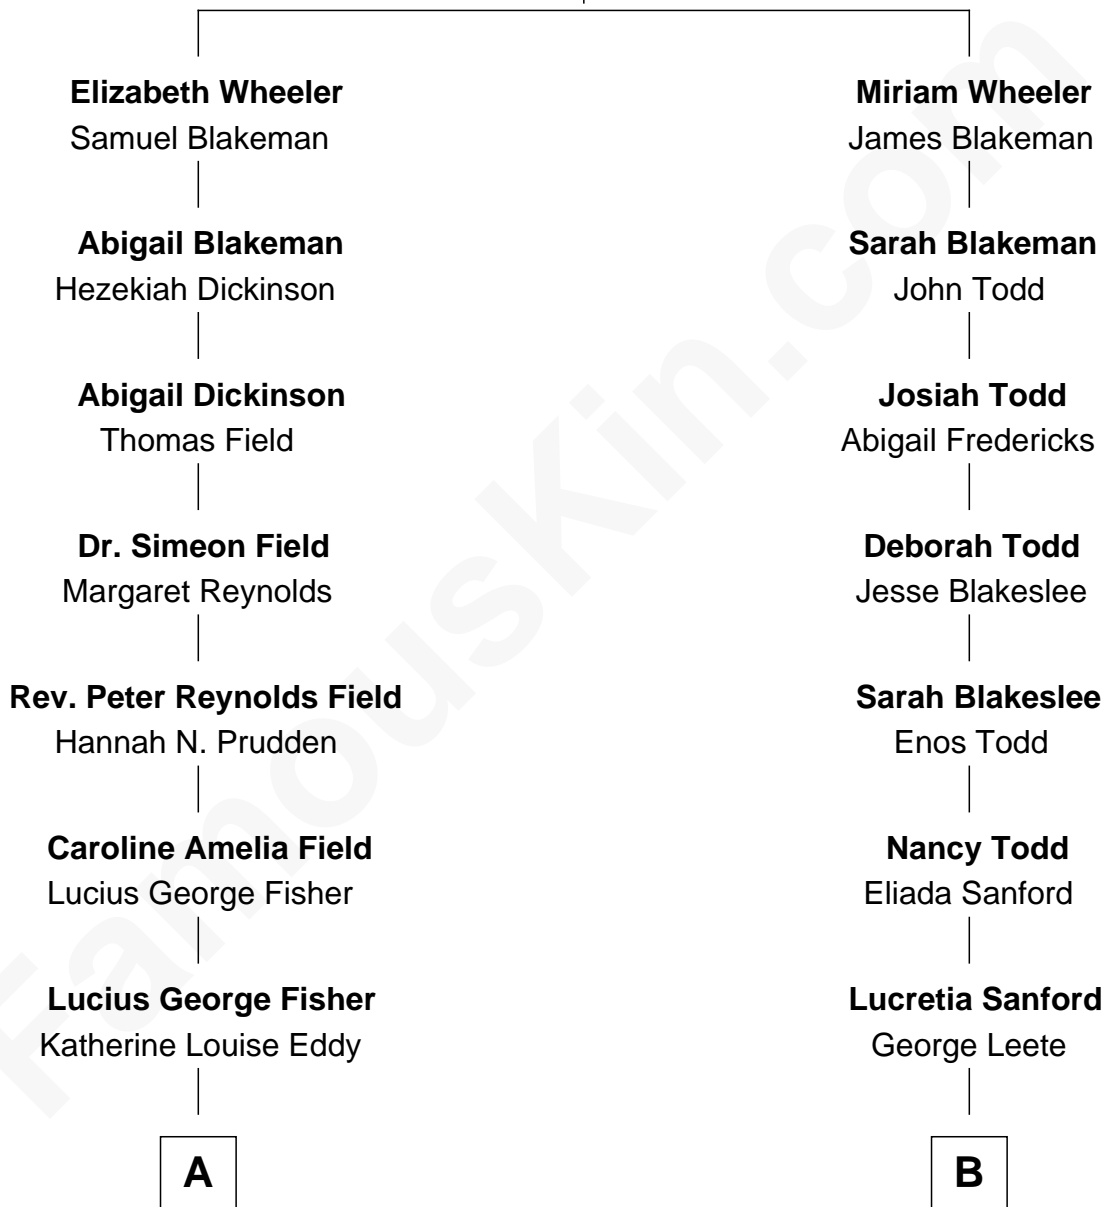 Elizabeth Wheeler
Samuel Blakeman
Abigail Blakeman
Hezekiah Dickinson
Abigail Dickinson
Thomas Field
Dr. Simeon Field
Margaret Reynolds
Rev. Peter Reynolds Field
Hannah N. Prudden
Caroline Amelia Field
Lucius George Fisher
Lucius George Fisher
Katherine Louise Eddy
A
Miriam Wheeler
James Blakeman
Sarah Blakeman
John Todd
Josiah Todd
Abigail Fredericks
Deborah Todd
Jesse Blakeslee
Sarah Blakeslee
Enos Todd
Nancy Todd
Eliada Sanford
Lucretia Sanford
George Leete
B
FamousKin.com